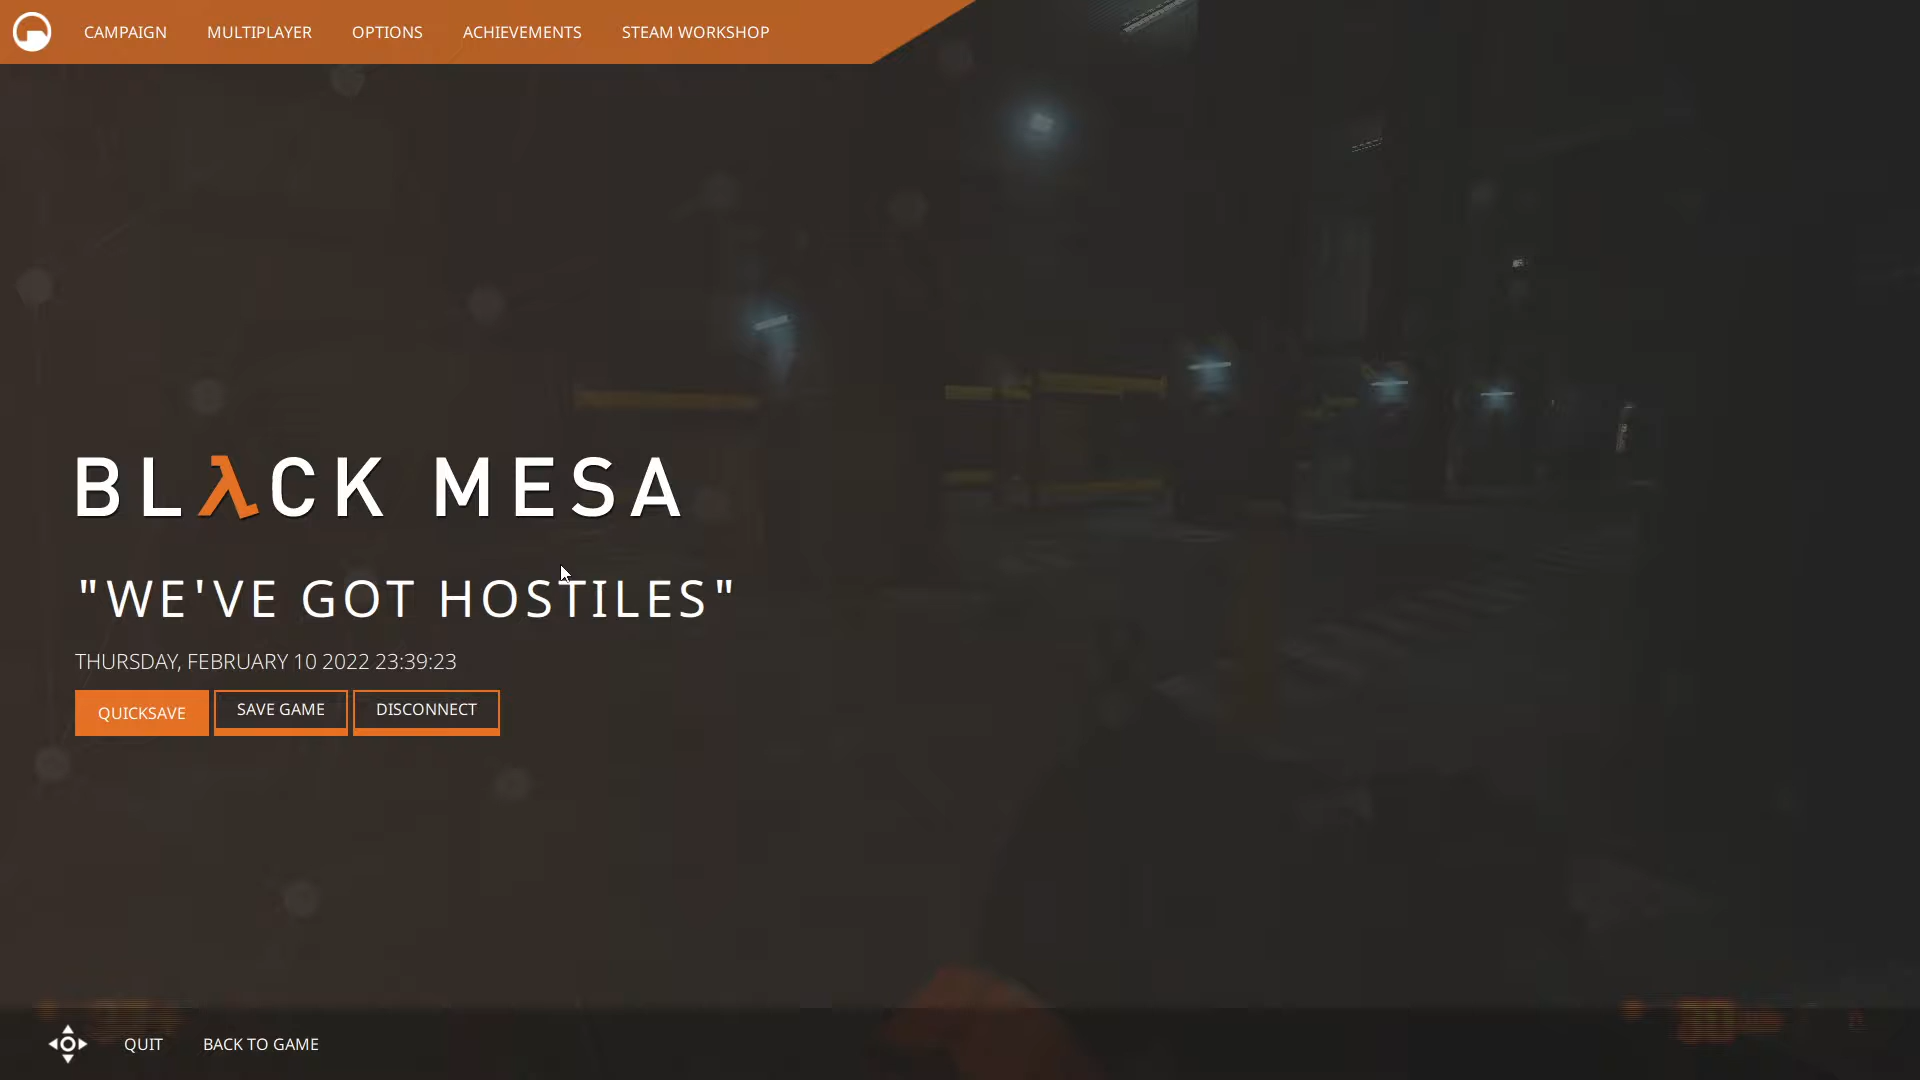 CAMPAIGN MULTIPLAYER OPTIONS ACHIEVEMENTS STEAM WORKSHOP
BLλCK MESA
"WE'VE GOT HOSTILES"
THURSDAY, FEBRUARY 10 2022 23:39:23
QUICKSAVE SAVE GAME DISCONNECT
QUIT BACK TO GAME